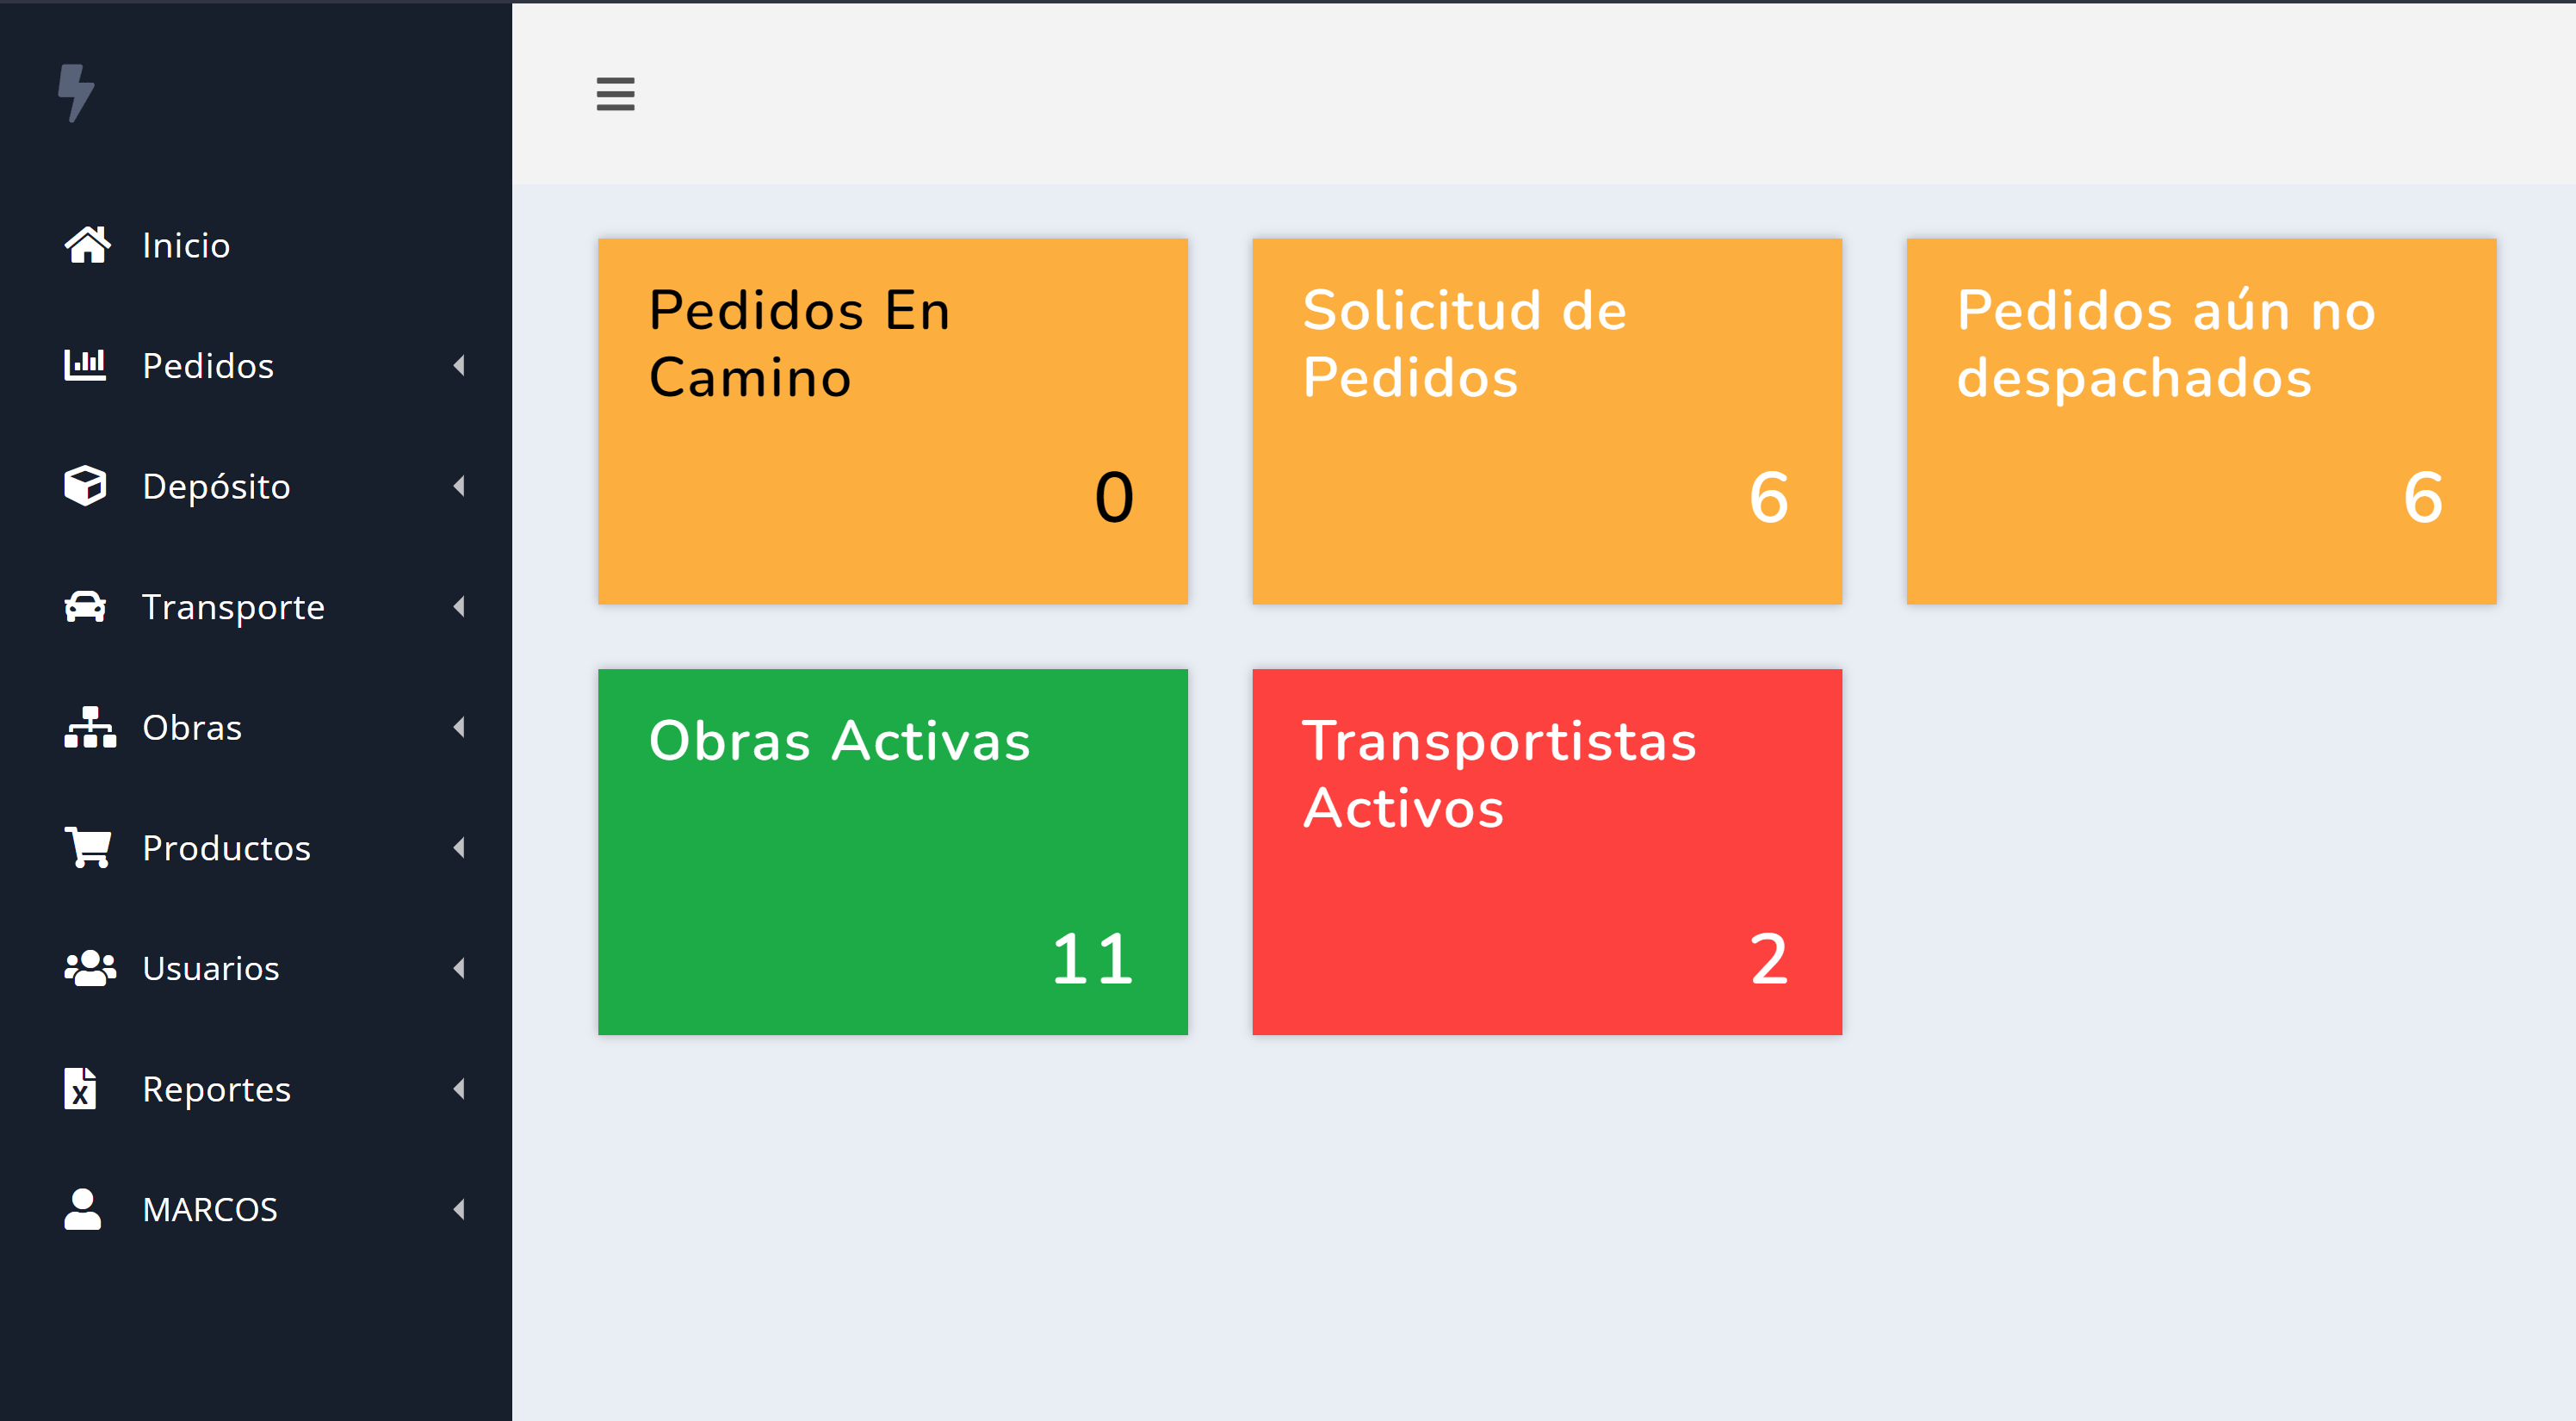 Inicio
Pedidos
Depósito
Transporte
Obras
Productos
Usuarios
Reportes
MARCOS
Pedidos En
Camino
0
Solicitud de
Pedidos
6
Pedidos aún no
despachados
6
Obras Activas
11
Transportistas
Activos
2